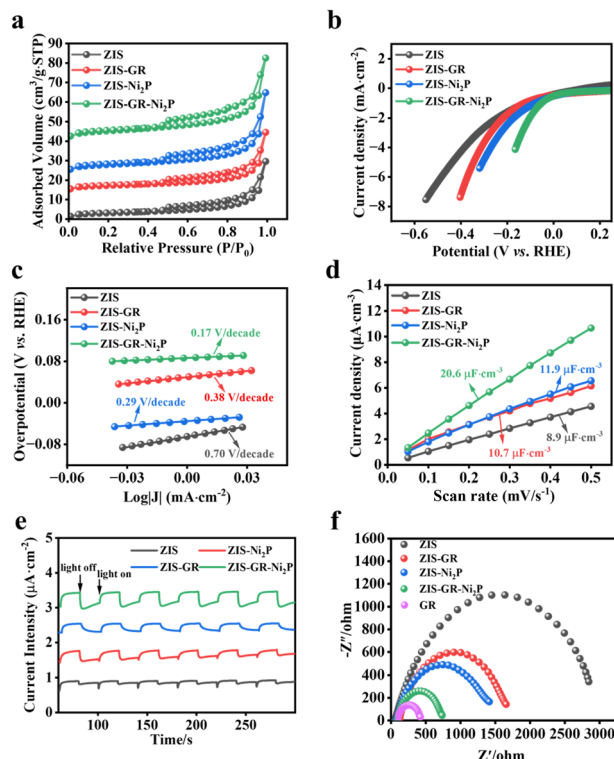 a
ZIS
ZIS-GR
ZIS-Ni₂P
ZIS-GR-Ni₂P
Adsorbed Volume (cm³/g·STP)
90
80
70
60
50
40
30
20
10
0
0.0 0.2 0.4 0.6 0.8 1.0
Relative Pressure (P/P₀)
b
ZIS
ZIS-GR
ZIS-Ni₂P
ZIS-GR-Ni₂P
Current density (mA·cm⁻²)
0
−2
−4
−6
−8
−0.6 −0.4 −0.2 0.0 0.2
Potential (V vs. RHE)
c
ZIS
ZIS-GR
ZIS-Ni₂P
ZIS-GR-Ni₂P
0.17 V/decade
0.38 V/decade
0.29 V/decade
0.70 V/decade
Overpotential (V vs. RHE)
0.16
0.08
0.00
−0.08
−0.06 −0.03 0.00 0.03 0.06
Log|J| (mA·cm⁻²)
d
ZIS
ZIS-GR
ZIS-Ni₂P
ZIS-GR-Ni₂P
20.6 μF·cm⁻³
11.9 μF·cm⁻³
10.7 μF·cm⁻³
8.9 μF·cm⁻³
Current density (μA·cm⁻³)
14
12
10
8
6
4
2
0
0.0 0.1 0.2 0.3 0.4 0.5
Scan rate (mV/s⁻¹)
e
ZIS
ZIS-Ni₂P
ZIS-GR
ZIS-GR-Ni₂P
light off
light on
Current Intensity (μA·cm⁻²)
5
4
3
2
1
0
100 150 200 250
Time/s
f
ZIS
ZIS-GR
ZIS-Ni₂P
ZIS-GR-Ni₂P
GR
-Z″/ohm
1600
1400
1200
1000
800
600
400
200
0
0 500 1000 1500 2000 2500 3000
Z′/ohm